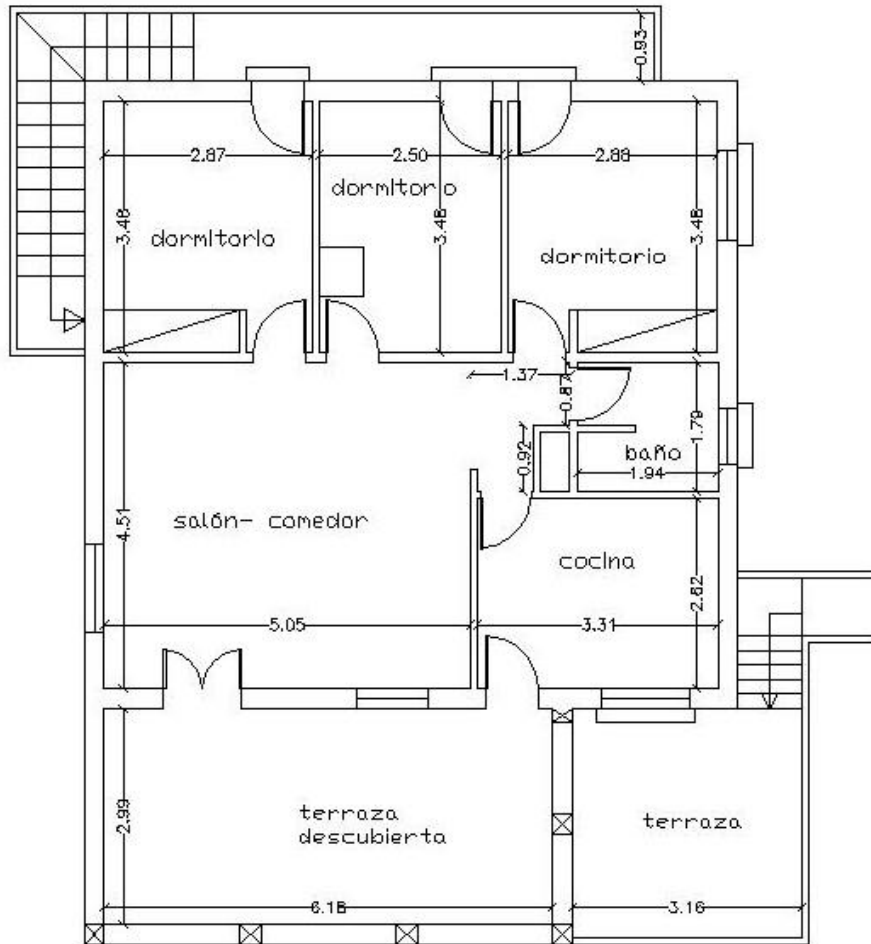 0.93
2.87
2.50
2.88
dormitorio
dormitorio
dormitorio
3.48
3.48
3.48
1.37
0.87
0.92
1.79
baño
1.94
salón- comedor
4.51
cocina
2.62
5.05
3.31
2.99
terraza
descubierta
terraza
6.18
3.16